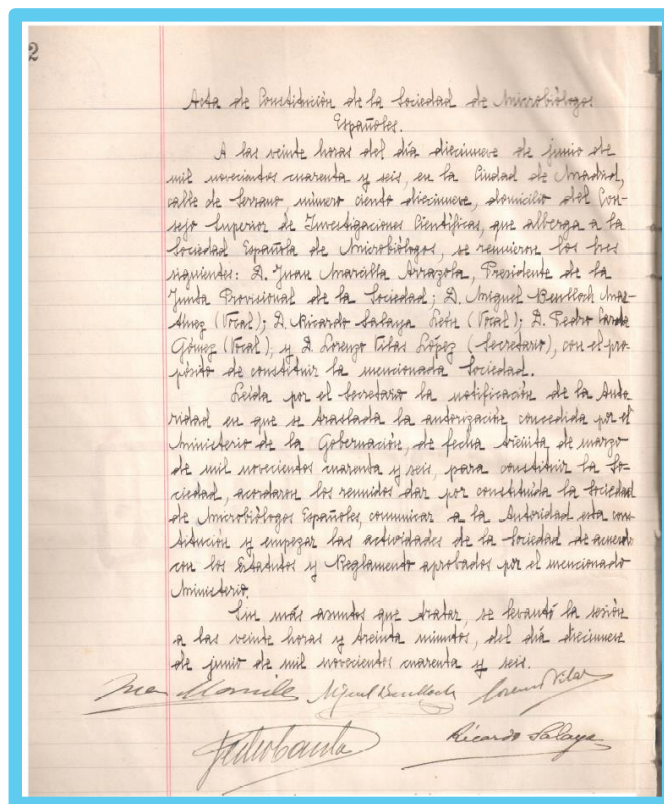 2
Acta de Constitución de la Sociedad de Microbiólogos
Españoles.
A las veinte horas del día diecinueve de junio de
mil novecientos cuarenta y seis, en la Ciudad de Madrid,
calle de Serrano, número ciento diecinueve, domicilio del Con-
sejo Superior de Investigaciones Científicas, que alberga a la
Sociedad Española de Microbiólogos, se reunieron los Sres
siguientes: D. Juan Marcilla Arrazola, Presidente de la
Junta Provisional de la Sociedad; D. Miguel Benlloch Mar-
tínez (Vocal); D. Ricardo Salaya León (Vocal); D. Pedro
Gómez (Vocal), y D. Lorenzo Vilas López (Secretario), con el pro-
pósito de constituir la mencionada Sociedad.
Leída por el Secretario la notificación de la Auto-
ridad en que se traslada la autorización concedida por el
Ministerio de la Gobernación, de fecha treinta de marzo
de mil novecientos cuarenta y seis, para constituir la So-
ciedad, acordaron los reunidos dar por constituída la Sociedad
de Microbiólogos Españoles, comunicar a la Autoridad esta cons-
titución y empezar las actividades de la Sociedad de acuerdo
con los Estatutos y Reglamento aprobados por el mencionado
Ministerio.
Sin más asuntos que tratar, se levantó la sesión
a las veinte horas y treinta minutos, del día diecinueve
de junio de mil novecientos cuarenta y seis.
Juan Marcilla Miguel Benlloch Lorenzo Vilas
Ricardo Salaya